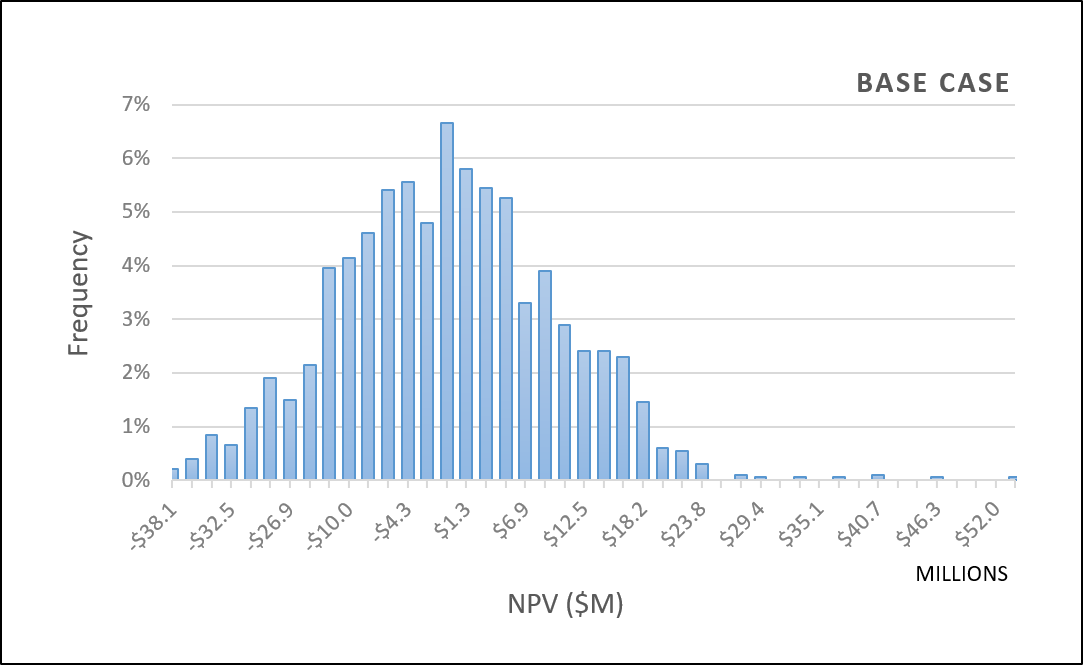 BASE CASE
7%
6%
5%
4%
3%
2%
1%
0%
Frequency
-$38.1 -$32.5 -$26.9 -$10.0 -$4.3 $1.3 $6.9 $12.5 $18.2 $23.8 $29.4 $35.1 $40.7 $46.3 $52.0
MILLIONS
NPV ($M)